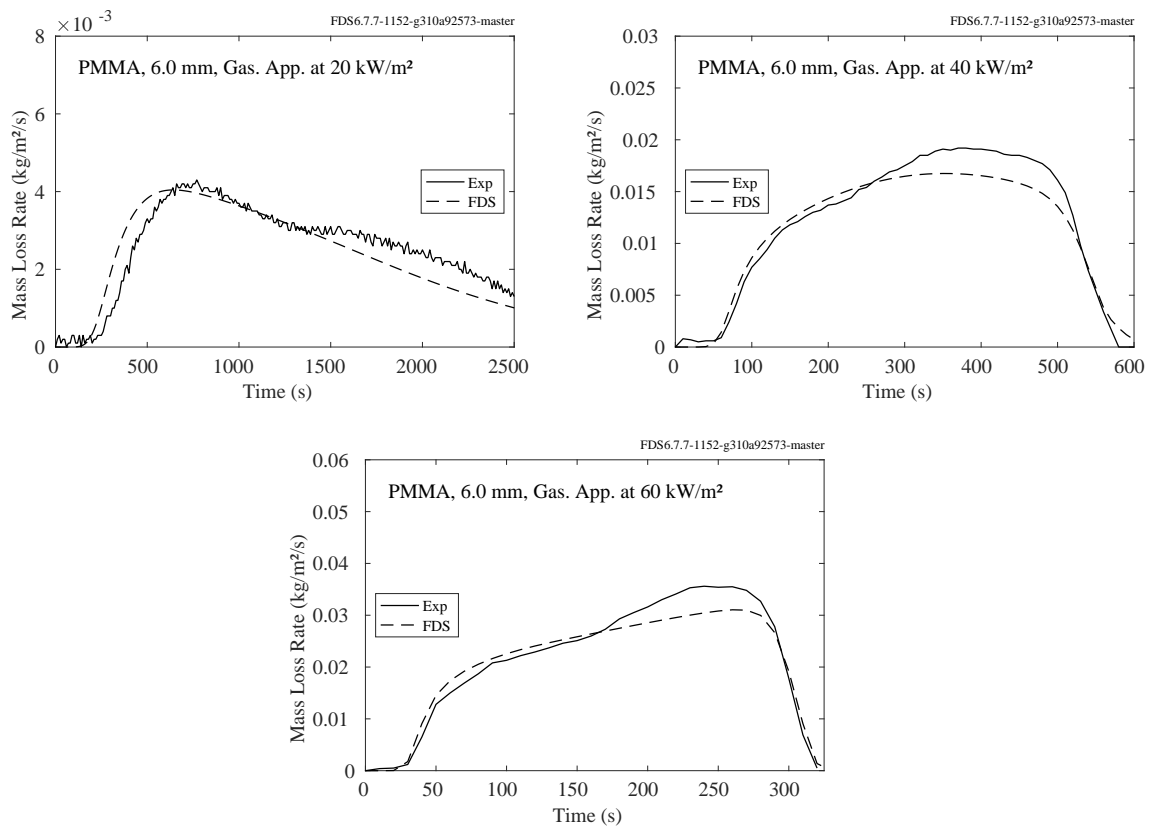 FDS6.7.7-1152-g310a92573-master
× 10⁻³
PMMA, 6.0 mm, Gas. App. at 20 kW/m²
Mass Loss Rate (kg/m²/s)
8
6
4
2
0
Exp
FDS
0 500 1000 1500 2000 2500
Time (s)
FDS6.7.7-1152-g310a92573-master
PMMA, 6.0 mm, Gas. App. at 40 kW/m²
Mass Loss Rate (kg/m²/s)
0.03
0.025
0.02
0.015
0.01
0.005
0
Exp
FDS
0 100 200 300 400 500 600
Time (s)
FDS6.7.7-1152-g310a92573-master
PMMA, 6.0 mm, Gas. App. at 60 kW/m²
Mass Loss Rate (kg/m²/s)
0.06
0.05
0.04
0.03
0.02
0.01
0
Exp
FDS
0 50 100 150 200 250 300
Time (s)